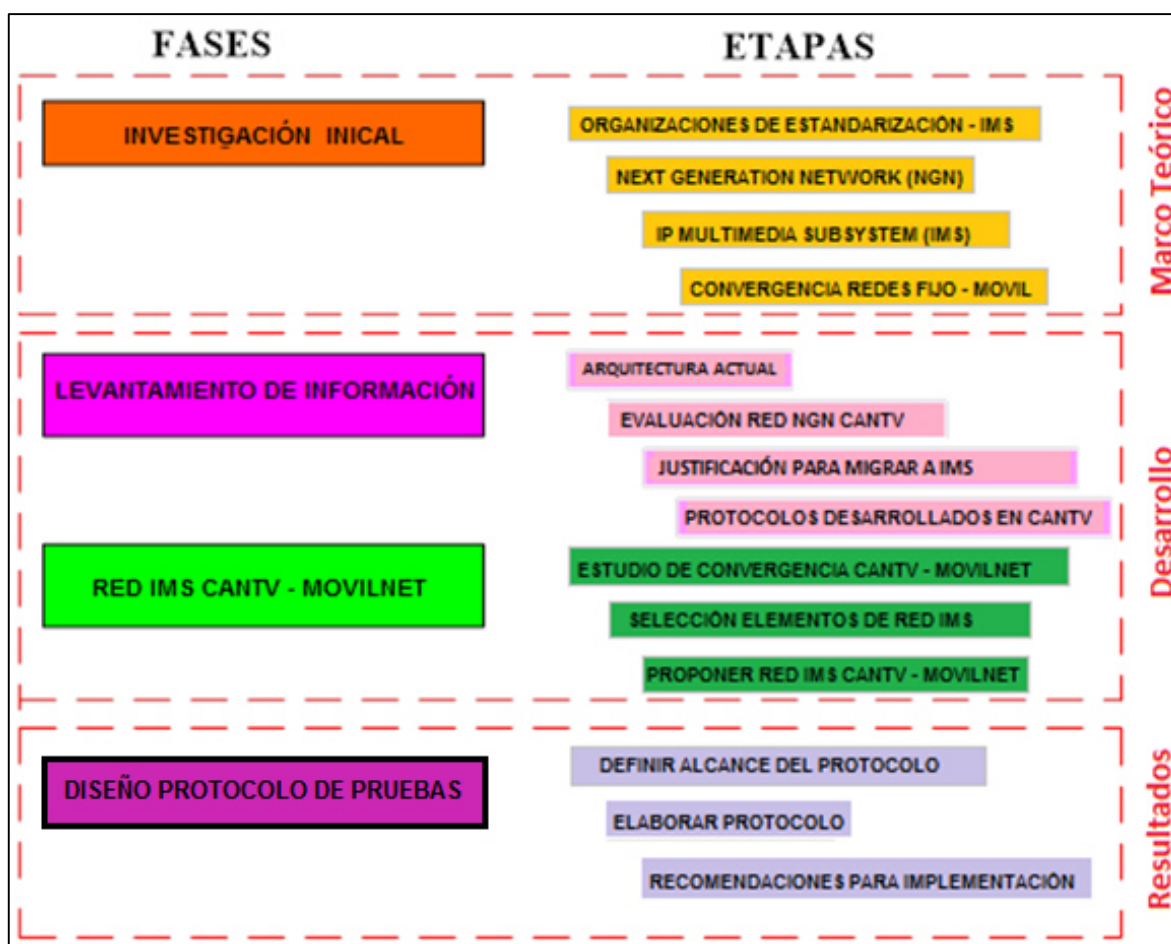 FASES
ETAPAS
INVESTIGACIÓN INICAL
ORGANIZACIONES DE ESTANDARIZACIÓN - IMS
NEXT GENERATION NETWORK (NGN)
IP MULTIMEDIA SUBSYSTEM (IMS)
CONVERGENCIA REDES FIJO - MOVIL
Marco Teórico
LEVANTAMIENTO DE INFORMACIÓN
ARQUITECTURA ACTUAL
EVALUACIÓN RED NGN CANTV
JUSTIFICACIÓN PARA MIGRAR A IMS
PROTOCOLOS DESARROLLADOS EN CANTV
RED IMS CANTV - MOVILNET
ESTUDIO DE CONVERGENCIA CANTV - MOVILNET
SELECCIÓN ELEMENTOS DE RED IMS
PROPONER RED IMS CANTV - MOVILNET
Desarrollo
DISEÑO PROTOCOLO DE PRUEBAS
DEFINIR ALCANCE DEL PROTOCOLO
ELABORAR PROTOCOLO
RECOMENDACIONES PARA IMPLEMENTACIÓN
Resultados